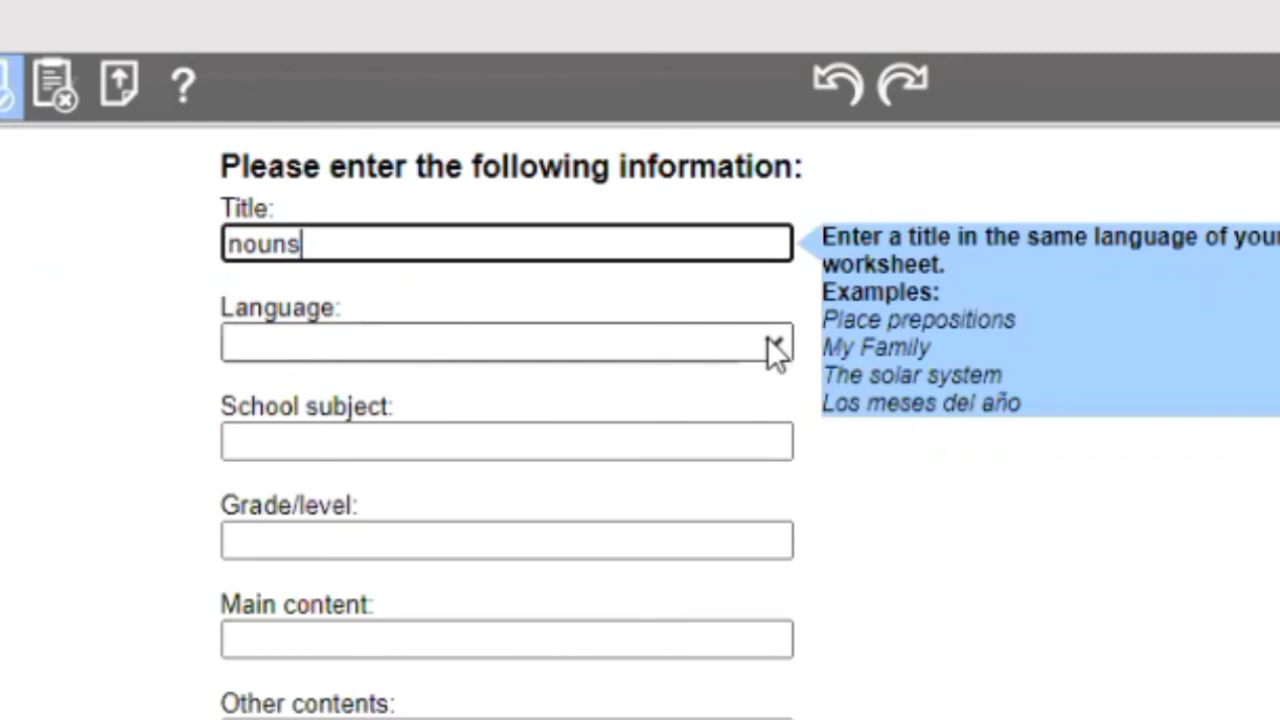 ?
Please enter the following information:
Title:
nouns
Enter a title in the same language of your
worksheet.
Examples:
Place prepositions
My Family
The solar system
Los meses del año
Language:
School subject:
Grade/level:
Main content:
Other contents: